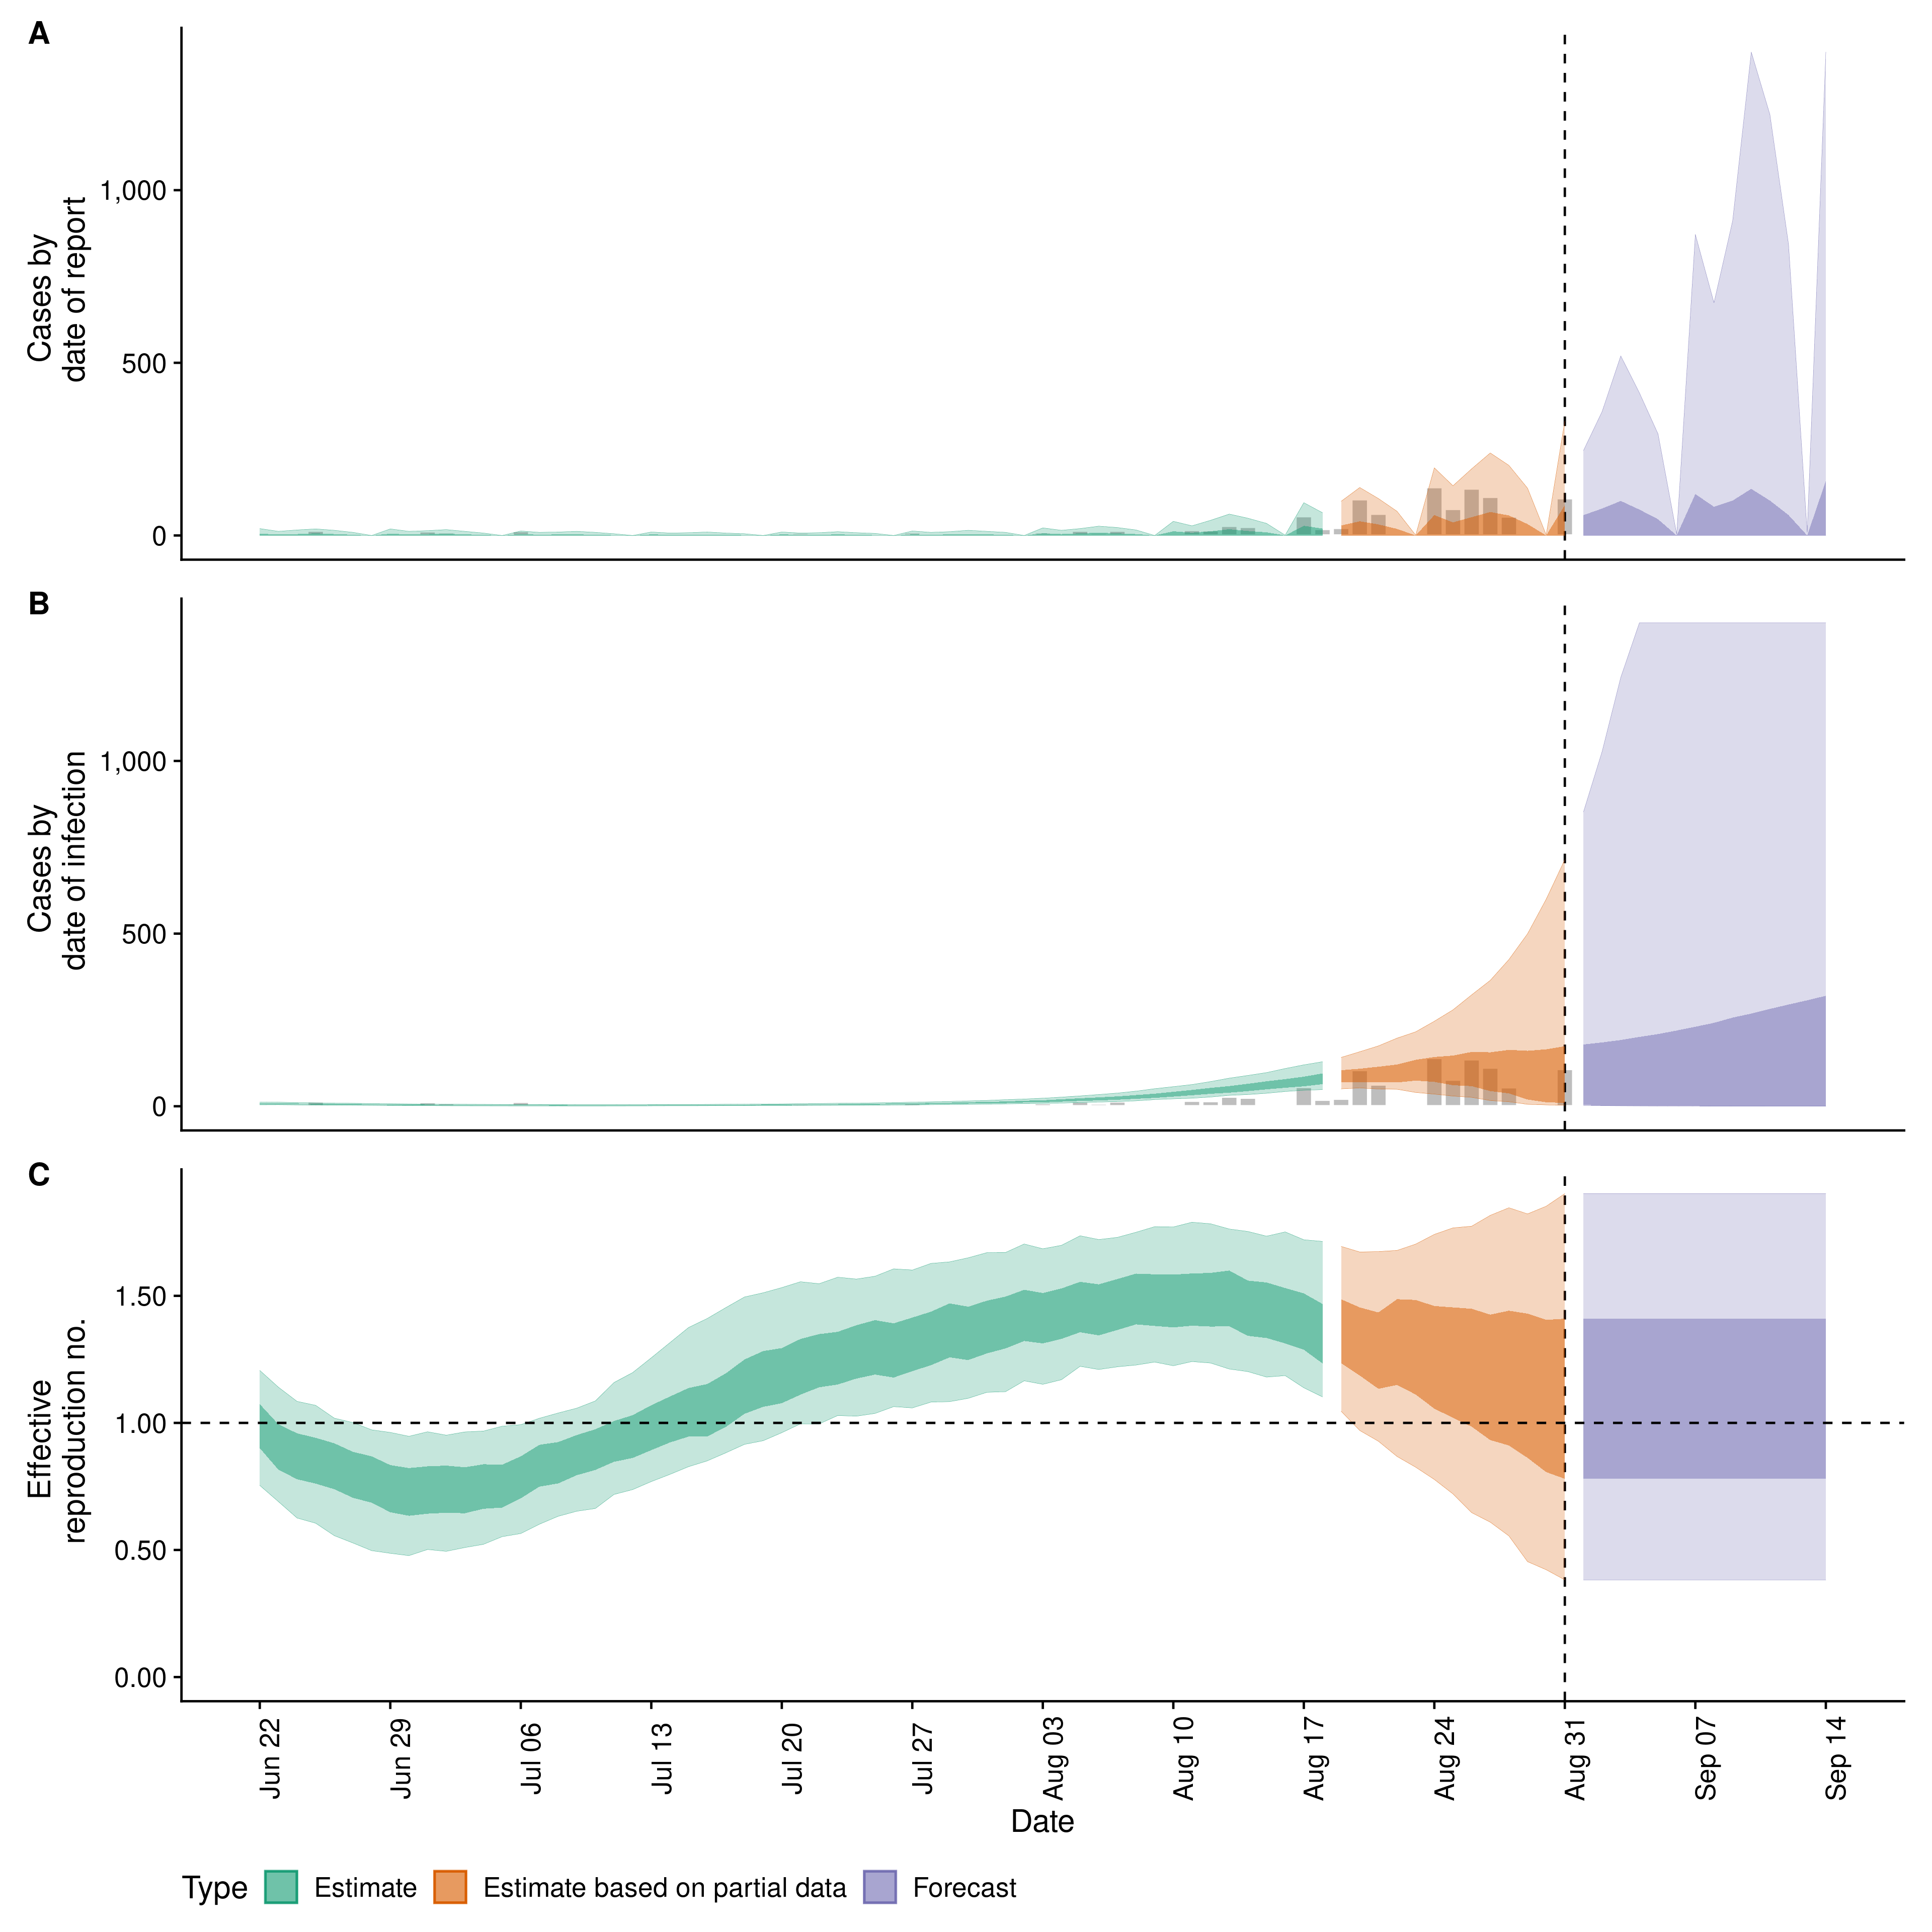 A
Cases by
date of report
1,000
500
0
B
Cases by
date of infection
1,000
500
0
C
Effective
reproduction no.
1.50
1.00
0.50
0.00
Jun 22
Jun 29
Jul 06
Jul 13
Jul 20
Jul 27
Aug 03
Aug 10
Aug 17
Aug 24
Aug 31
Sep 07
Sep 14
Date
Type Estimate Estimate based on partial data Forecast